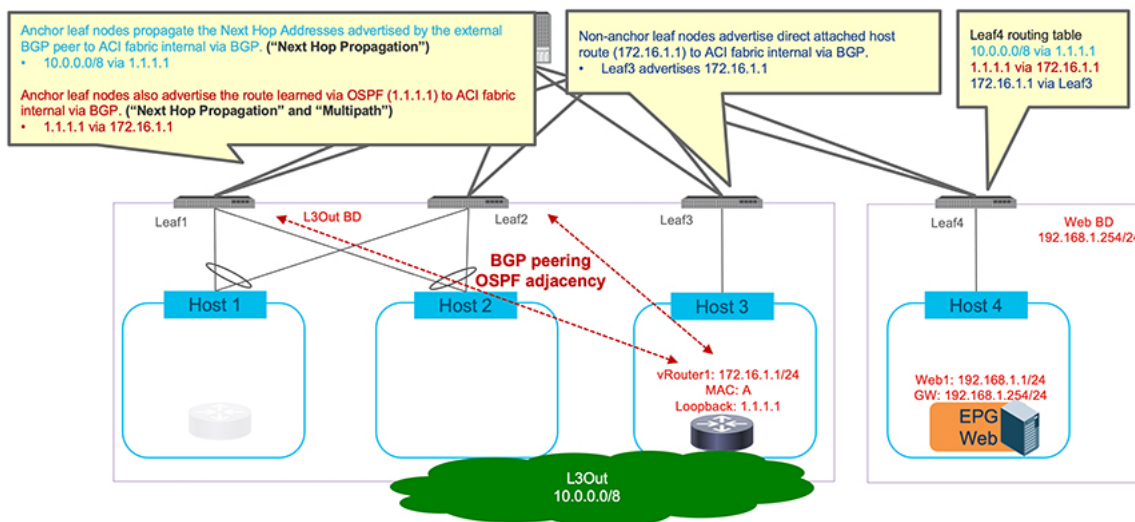 Anchor leaf nodes propagate the Next Hop Addresses advertised by the external
BGP peer to ACI fabric internal via BGP. (“Next Hop Propagation”)
• 10.0.0.0/8 via 1.1.1.1
Anchor leaf nodes also advertise the route learned via OSPF (1.1.1.1) to ACI fabric
internal via BGP. (“Next Hop Propagation” and “Multipath”)
• 1.1.1.1 via 172.16.1.1
Non-anchor leaf nodes advertise direct attached host
route (172.16.1.1) to ACI fabric internal via BGP.
• Leaf3 advertises 172.16.1.1
Leaf4 routing table
10.0.0.0/8 via 1.1.1.1
1.1.1.1 via 172.16.1.1
172.16.1.1 via Leaf3
Leaf1
L3Out BD
Leaf2
Leaf3
Leaf4
Web BD
192.168.1.254/24
BGP peering
OSPF adjacency
Host 1
Host 2
Host 3
Host 4
vRouter1: 172.16.1.1/24
MAC: A
Loopback: 1.1.1.1
Web1: 192.168.1.1/24
GW: 192.168.1.254/24
EPG
Web
L3Out
10.0.0.0/8